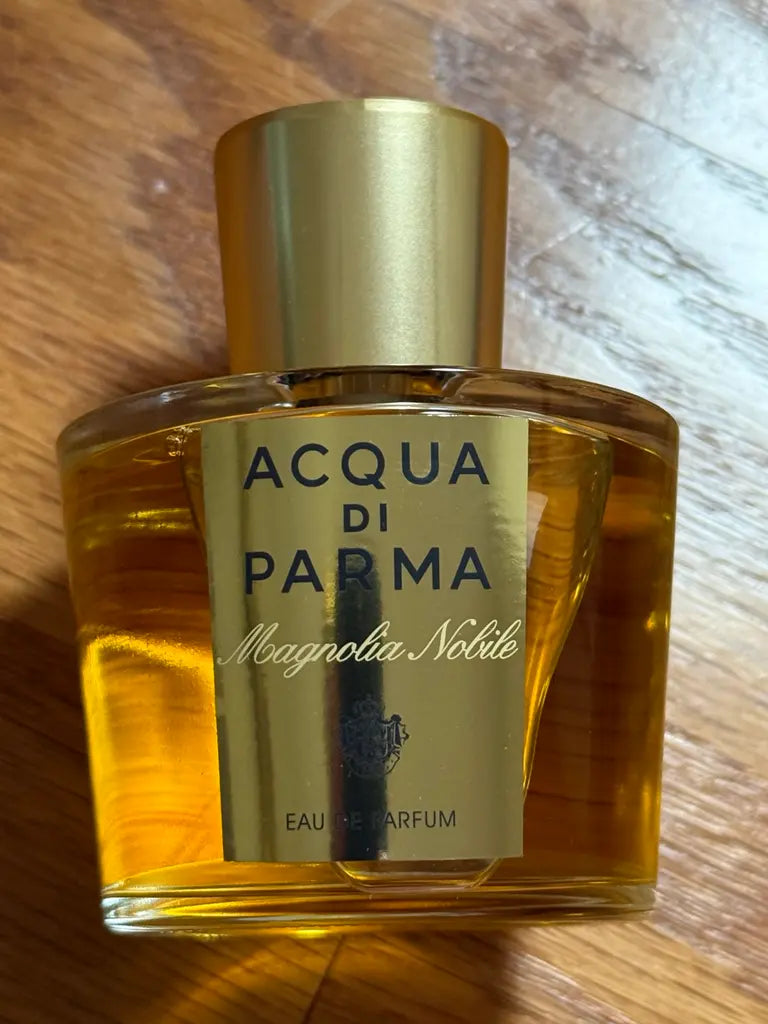 ACQUA
DI
PARMA
Magnolia Nobile
EAU DE PARFUM